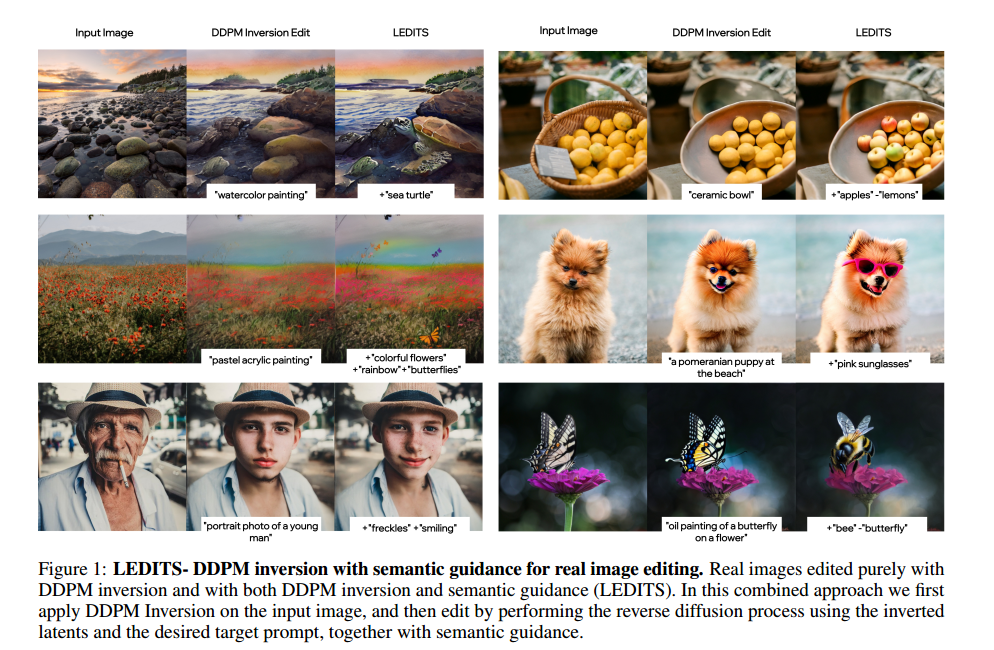 Input Image DDPM Inversion Edit LEDITS
Input Image DDPM Inversion Edit LEDITS
"watercolor painting" +"sea turtle"
"ceramic bowl" +"apples" -"lemons"
"pastel acrylic painting" +"colorful flowers"
+"rainbow"+"butterflies"
"a pomeranian puppy at
the beach" +"pink sunglasses"
"portrait photo of a young
man" +"freckles" +"smiling"
"oil painting of a butterfly
on a flower" +"bee" -"butterfly"
Figure 1: LEDITS- DDPM inversion with semantic guidance for real image editing. Real images edited purely with
DDPM inversion and with both DDPM inversion and semantic guidance (LEDITS). In this combined approach we first
apply DDPM Inversion on the input image, and then edit by performing the reverse diffusion process using the inverted
latents and the desired target prompt, together with semantic guidance.